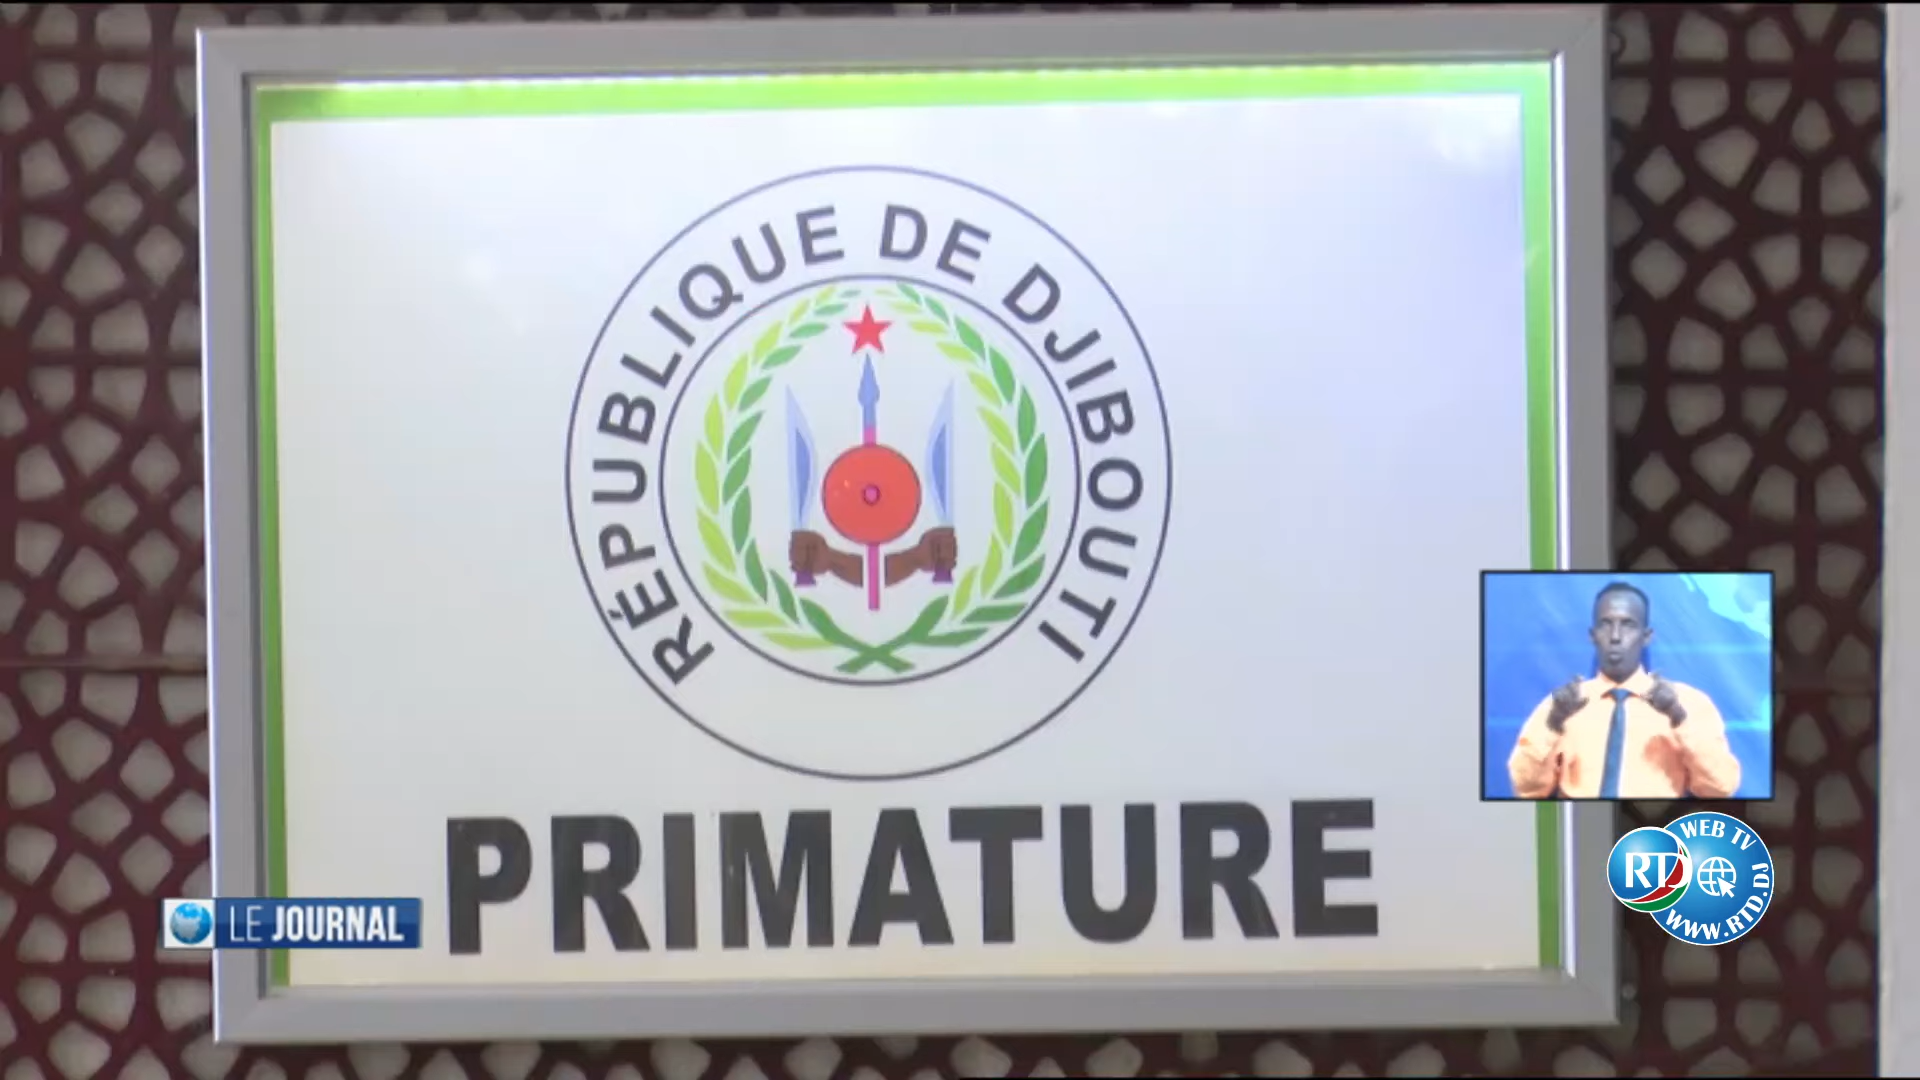 RÉPUBLIQUE DE DJIBOUTI
PRIMATURE
LE JOURNAL
RTD
WEB TV
WWW.RTD.DJ